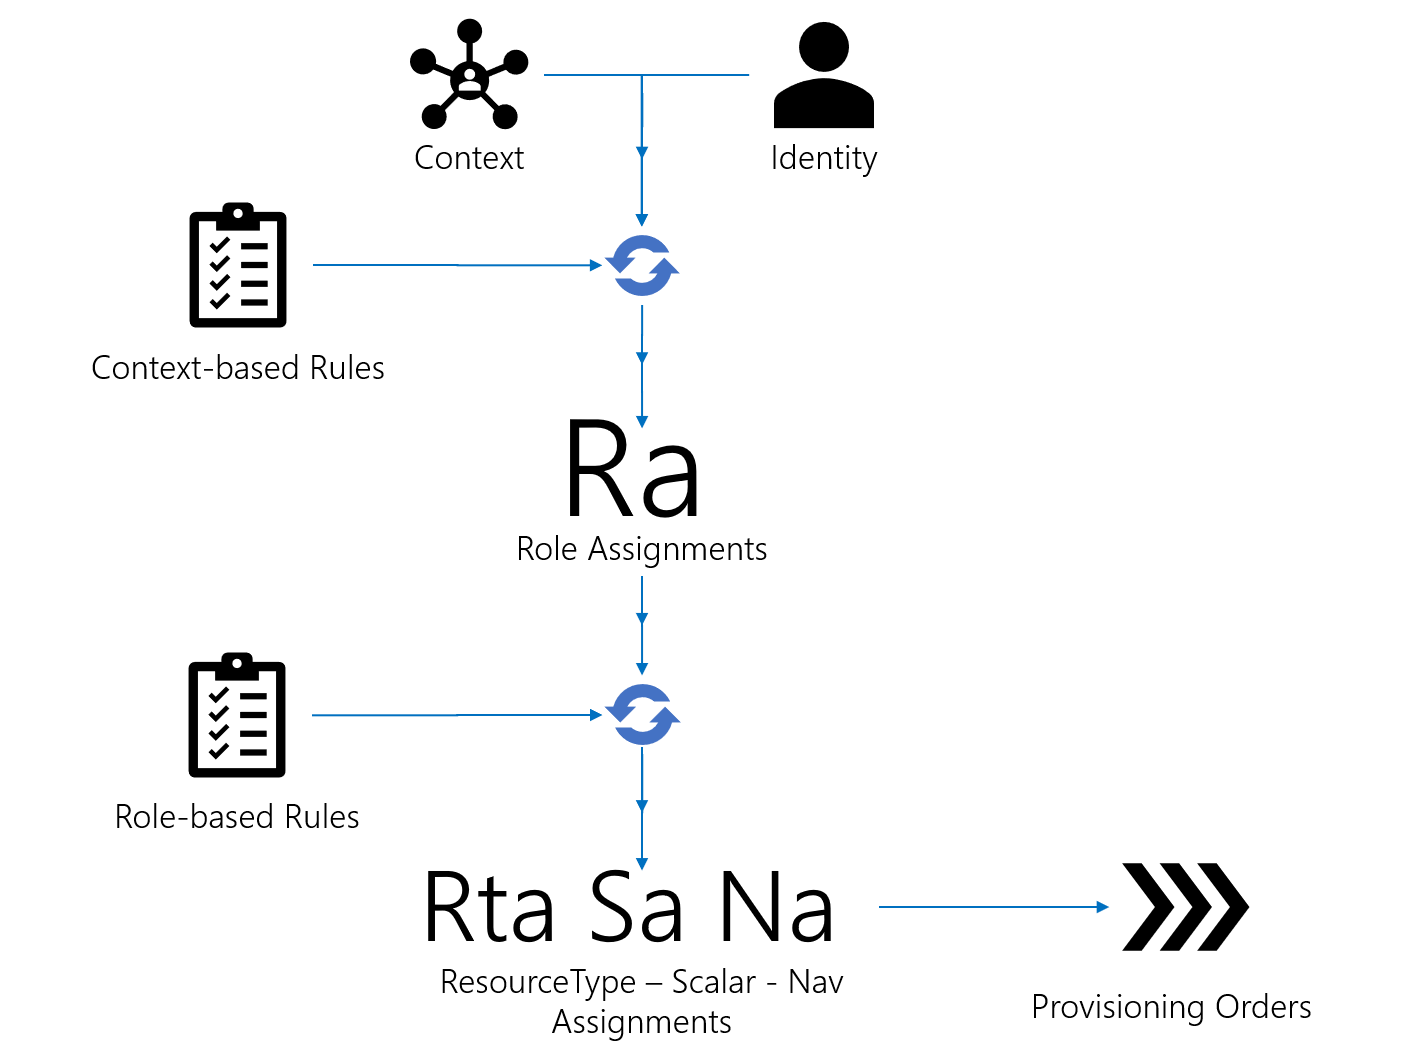 Context
Identity
Context-based Rules
Ra
Role Assignments
Role-based Rules
Rta Sa Na
ResourceType – Scalar - Nav
Assignments
Provisioning Orders